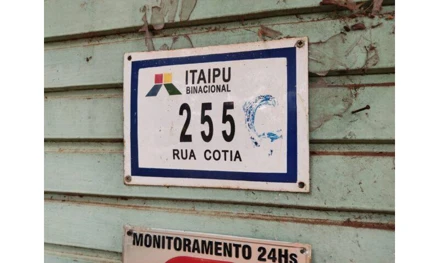 ITAIPU
BINACIONAL
255 C
RUA COTIA
MONITORAMENTO 24Hs